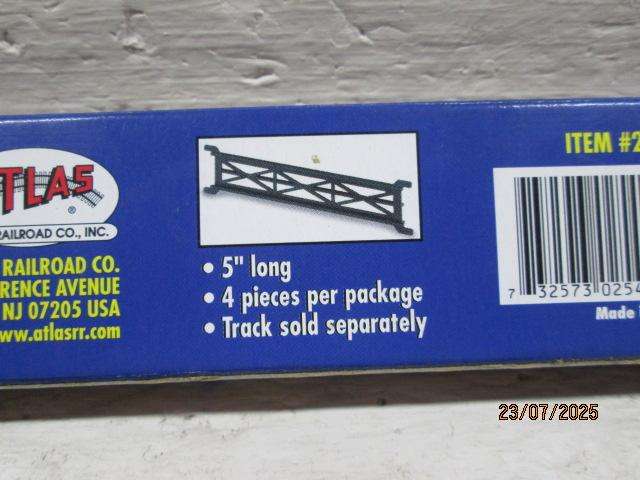 ATLAS
®
RAILROAD CO., INC.
RAILROAD CO.
RENCE AVENUE
NJ 07205 USA
www.atlasrr.com
• 5" long
• 4 pieces per package
• Track sold separately
ITEM #2
7 32573 0254
Made
23/07/2025